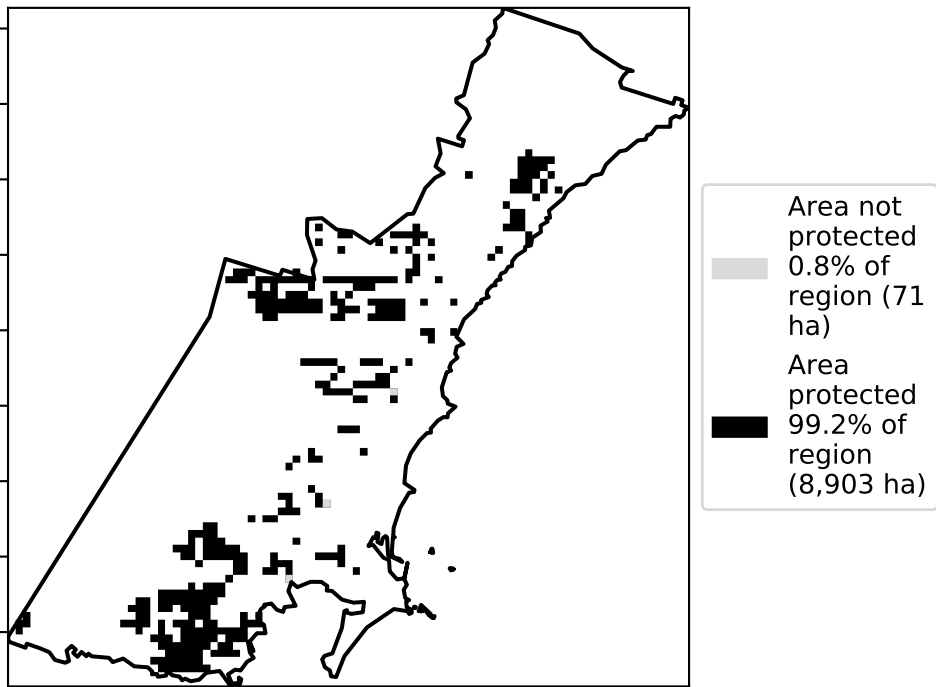 Area not
protected
0.8% of
region (71
ha)
Area
protected
99.2% of
region
(8,903 ha)